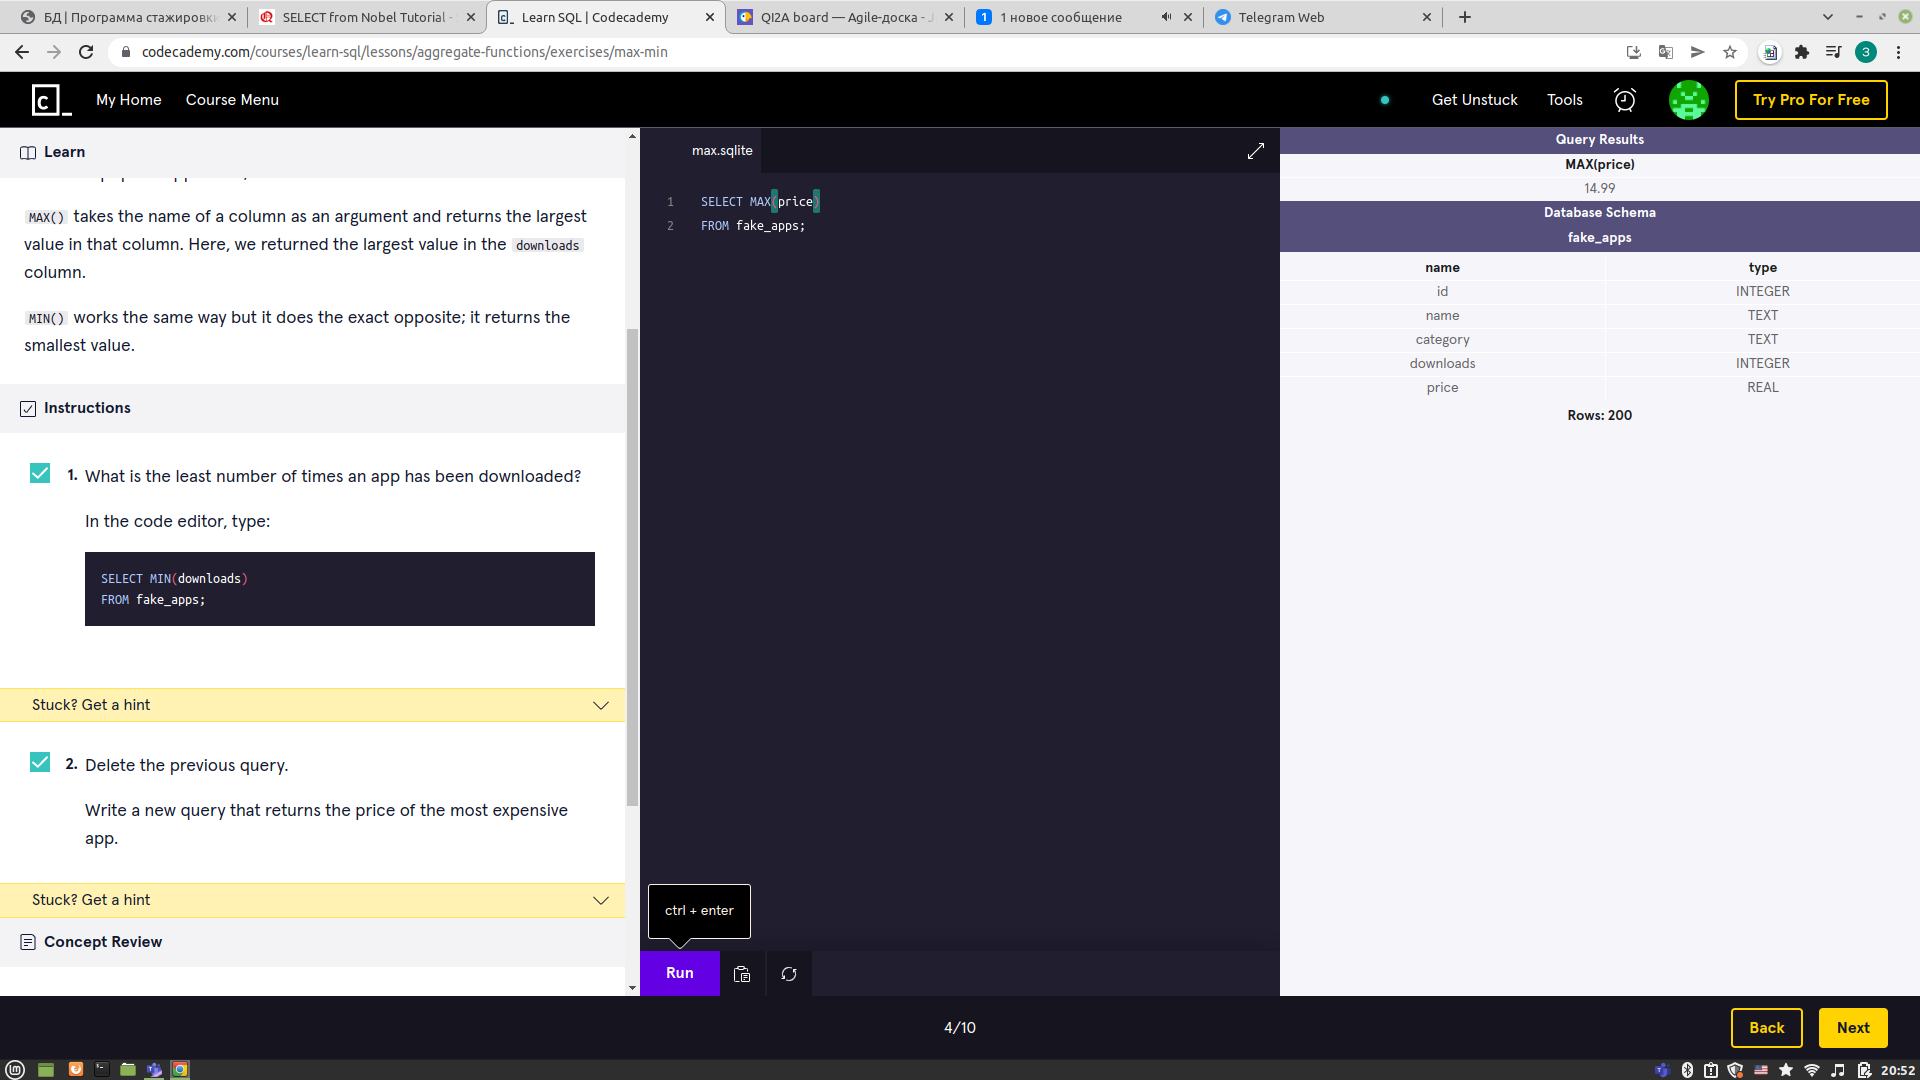 БД | Программа стажировки
SELECT from Nobel Tutorial -
Learn SQL | Codecademy
QI2A board — Agile-доска - J
1 1 новое сообщение
Telegram Web
codecademy.com/courses/learn-sql/lessons/aggregate-functions/exercises/max-min
3
c_
My Home
Course Menu
Get Unstuck
Tools
Try Pro For Free
Learn
MAX() takes the name of a column as an argument and returns the largest
value in that column. Here, we returned the largest value in the downloads
column.
MIN() works the same way but it does the exact opposite; it returns the
smallest value.
Instructions
1. What is the least number of times an app has been downloaded?
In the code editor, type:
SELECT MIN(downloads)
FROM fake_apps;
Stuck? Get a hint
2. Delete the previous query.
Write a new query that returns the price of the most expensive
app.
Stuck? Get a hint
Concept Review
max.sqlite
1 SELECT MAX(price)
2 FROM fake_apps;
ctrl + enter
Run
Query Results
MAX(price)
14.99
Database Schema
fake_apps
name type
id INTEGER
name TEXT
category TEXT
downloads INTEGER
price REAL
Rows: 200
4/10
Back
Next
20:52